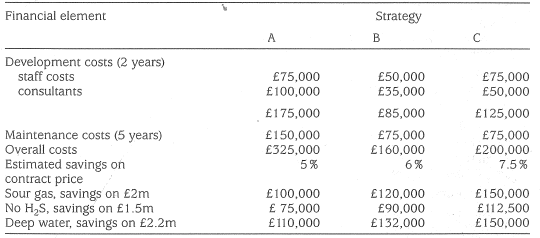 Financial element Strategy
A B C
Development costs (2 years)
staff costs £75,000 £50,000 £75,000
consultants £100,000 £35,000 £50,000
£175,000 £85,000 £125,000
Maintenance costs (5 years) £150,000 £75,000 £75,000
Overall costs £325,000 £160,000 £200,000
Estimated savings on 5% 6% 7.5%
contract price
Sour gas, savings on £2m £100,000 £120,000 £150,000
No H₂S, savings on £1.5m £ 75,000 £90,000 £112,500
Deep water, savings on £2.2m £110,000 £132,000 £150,000